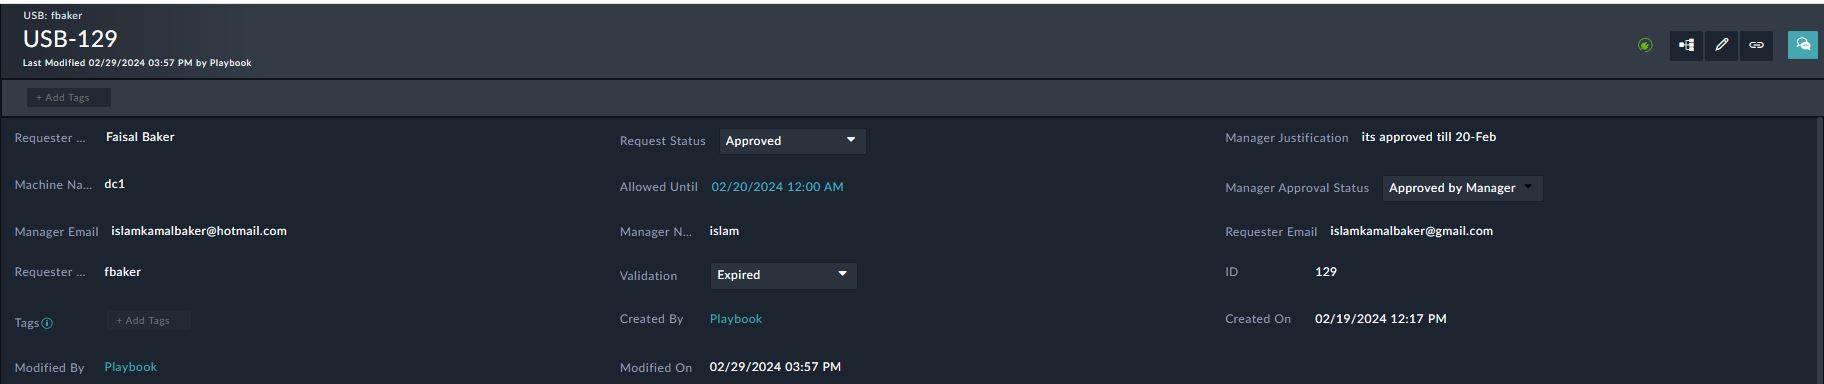 USB: fbaker
USB-129
Last Modified 02/29/2024 03:57 PM by Playbook
+ Add Tags
Requester ... Faisal Baker
Request Status Approved
Manager Justification its approved till 20-Feb
Machine Na... dc1
Allowed Until 02/20/2024 12:00 AM
Manager Approval Status Approved by Manager
Manager Email islamkamalbaker@hotmail.com
Manager N... islam
Requester Email islamkamalbaker@gmail.com
Requester ... fbaker
Validation Expired
ID 129
Tags + Add Tags
Created By Playbook
Created On 02/19/2024 12:17 PM
Modified By Playbook
Modified On 02/29/2024 03:57 PM